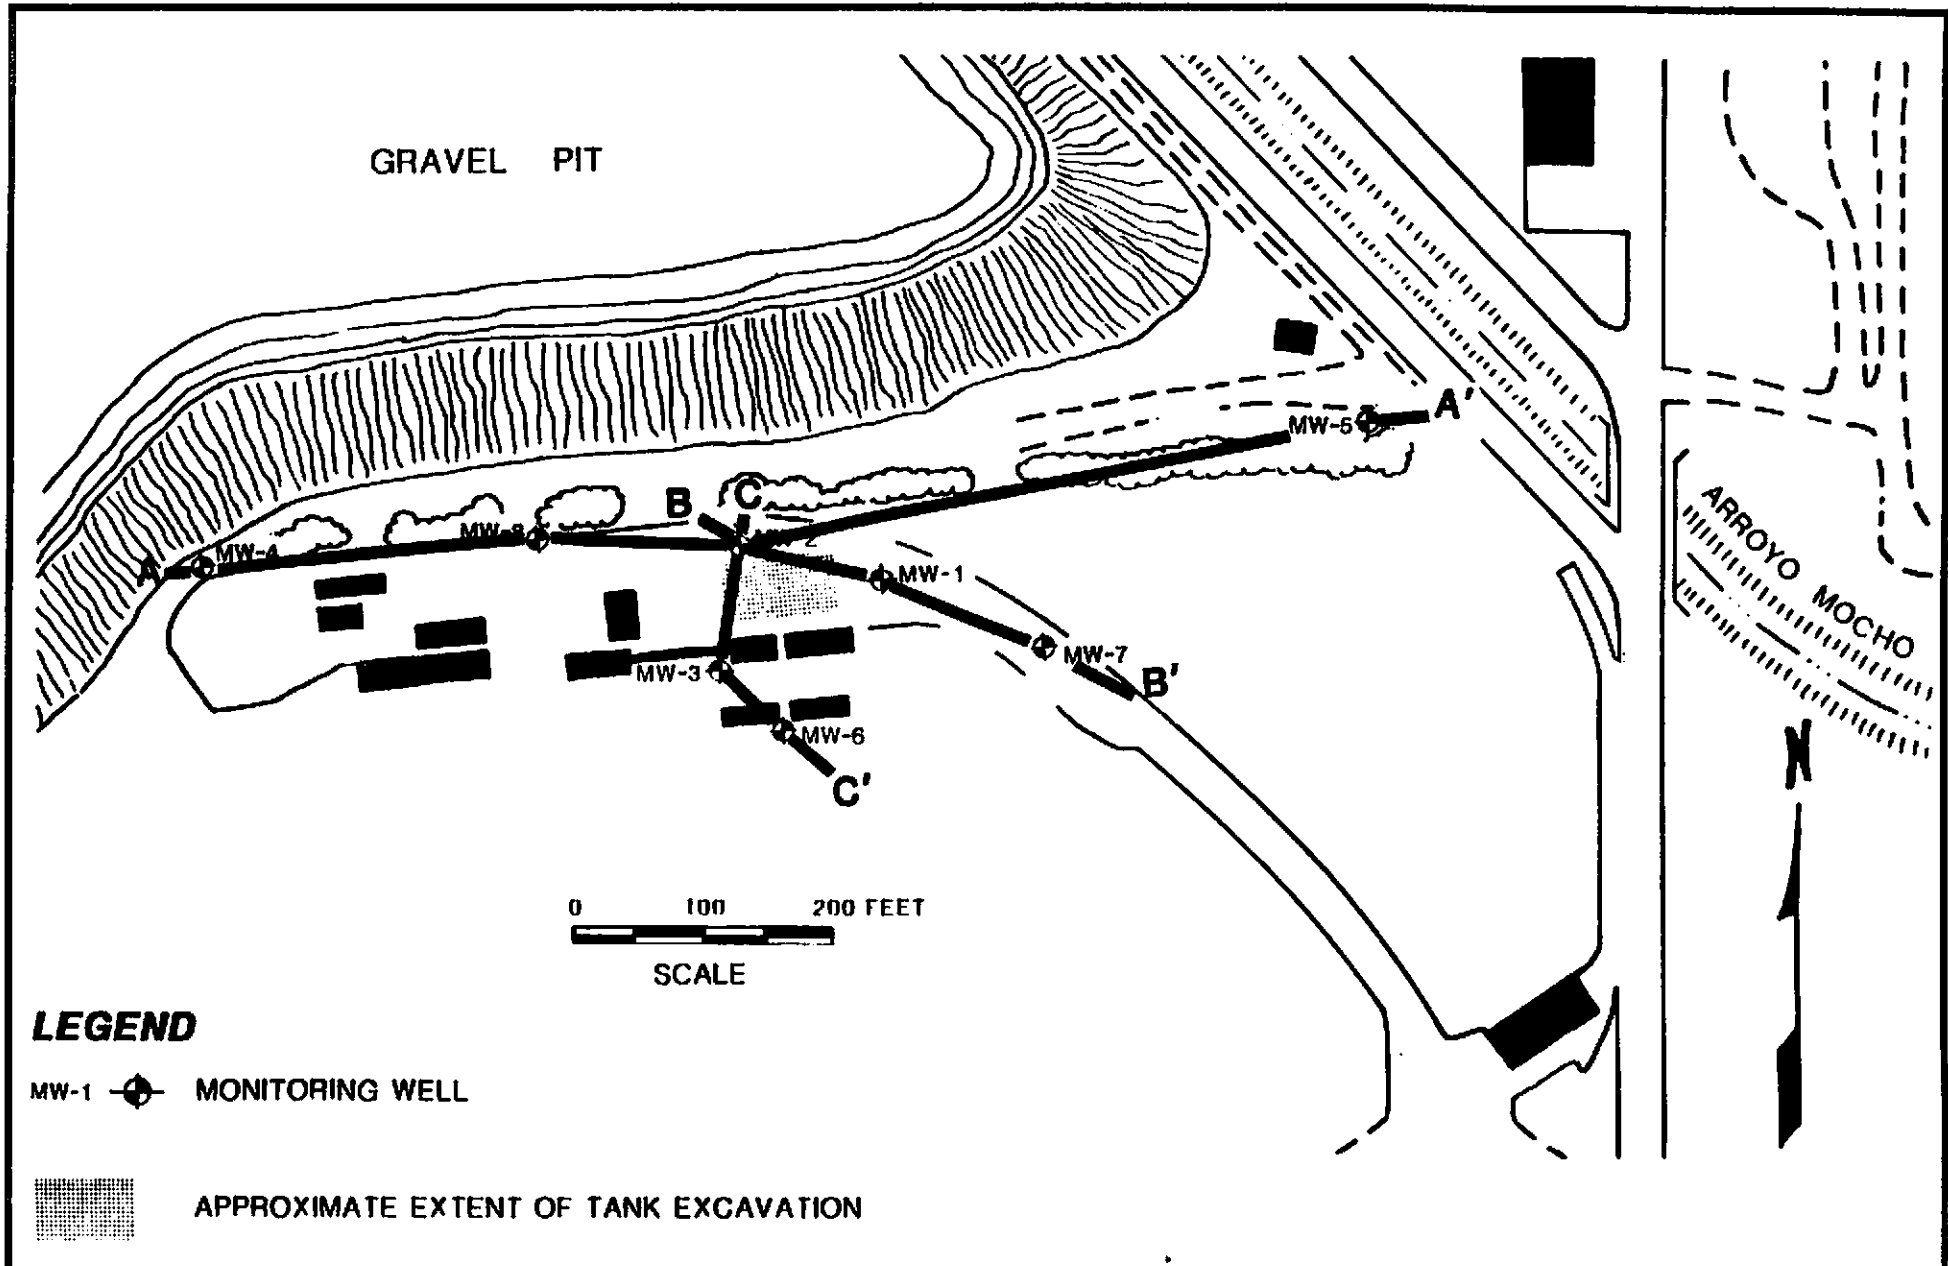 GRAVEL PIT
A'
MW-5
ARROYO MOCHO
B
C
MW-8
A
MW-4
MW-1
MW-3
MW-7
B'
MW-6
C'
N
0 100 200 FEET
SCALE
LEGEND
MW-1 MONITORING WELL
APPROXIMATE EXTENT OF TANK EXCAVATION